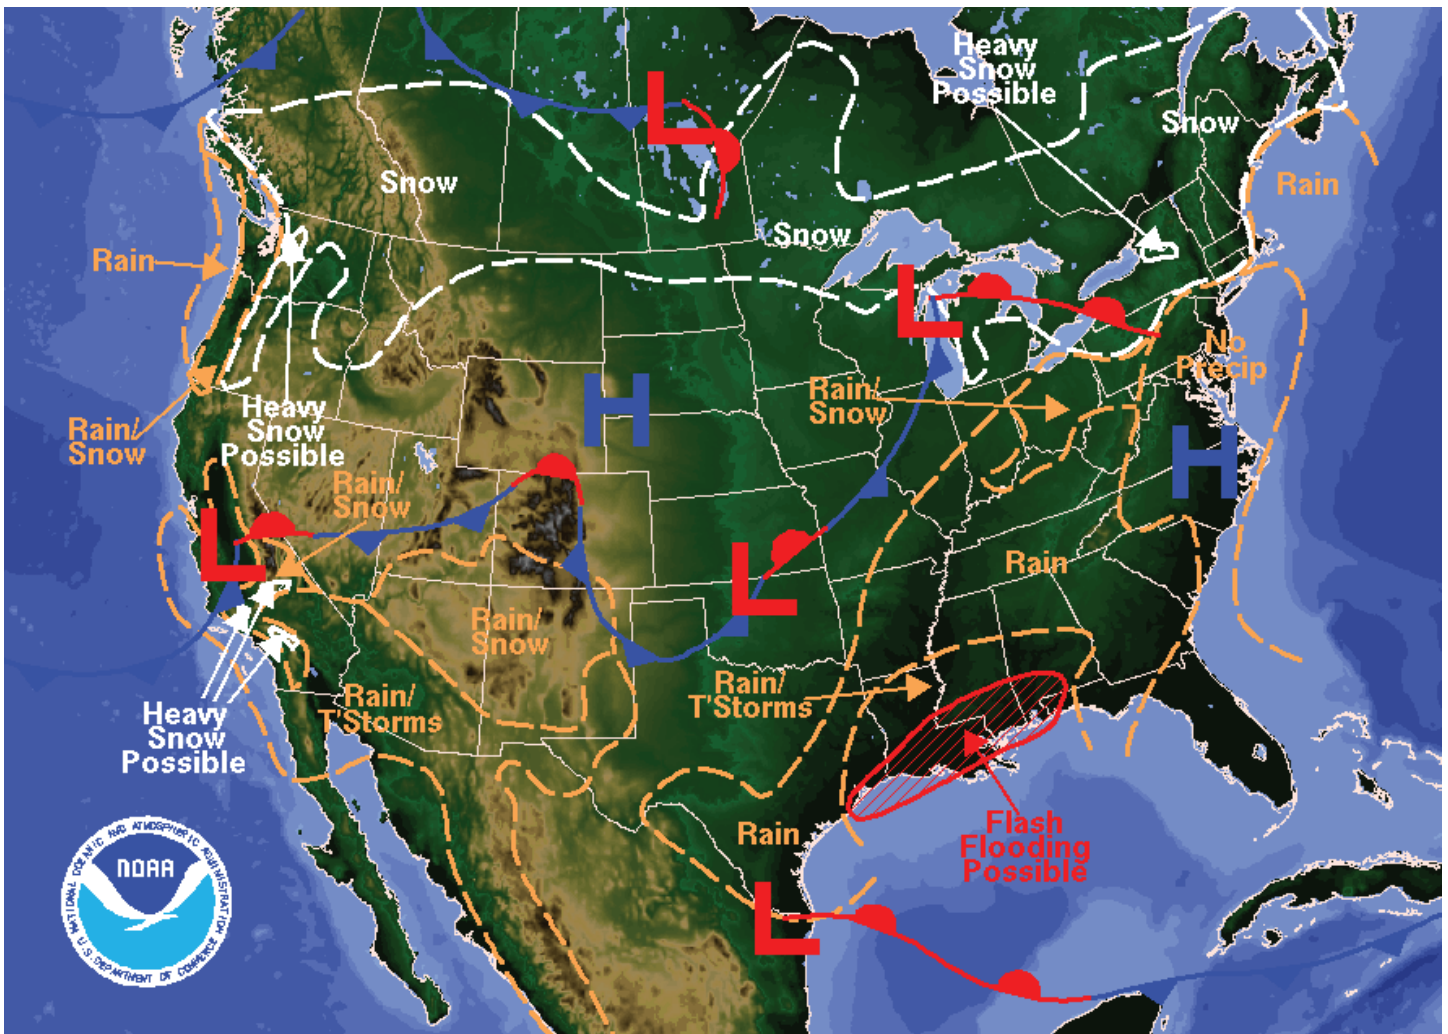 Heavy
Snow
Possible
Snow
L
Snow
Rain
Snow
Rain
L
No
Precip
Rain/
Snow
H
Heavy
Snow
Possible
Rain/
Snow
H
Rain/
Snow
L
L
Rain
Rain/
Snow
Rain/
T'Storms
Rain/
T'Storms
Heavy
Snow
Possible
Rain
Flash
Flooding
Possible
L
NATIONAL OCEANIC AND ATMOSPHERIC ADMINISTRATION
NOAA
U.S. DEPARTMENT OF COMMERCE